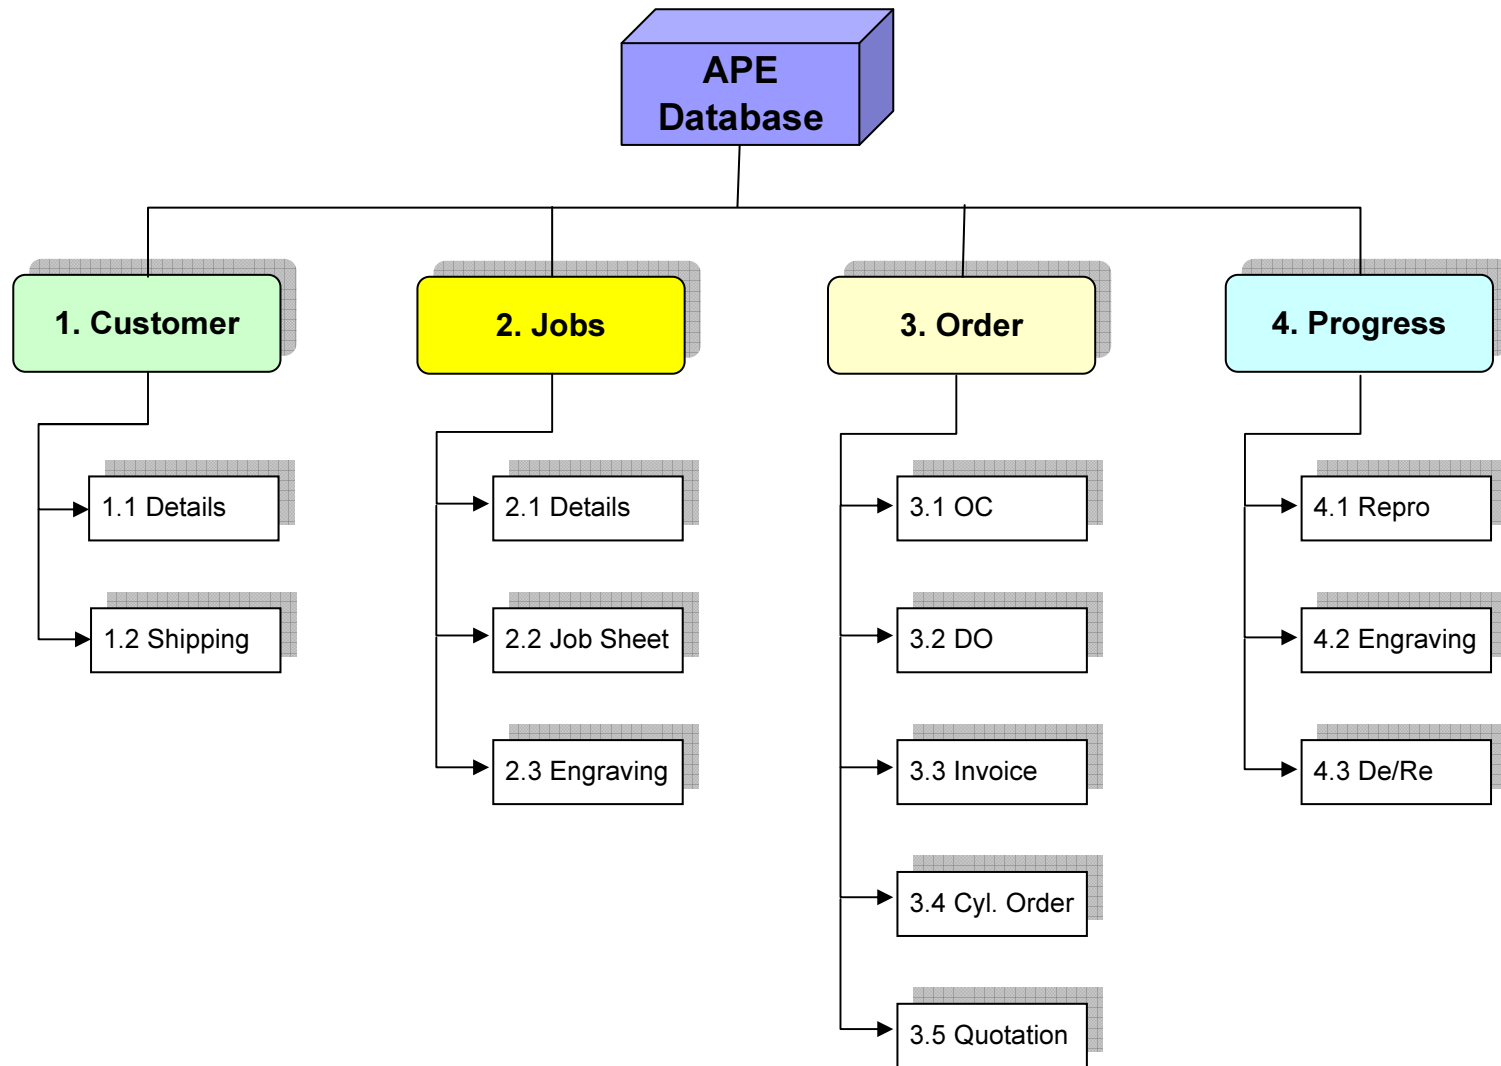 APE
Database
1. Customer
2. Jobs
3. Order
4. Progress
1.1 Details
2.1 Details
3.1 OC
4.1 Repro
1.2 Shipping
2.2 Job Sheet
3.2 DO
4.2 Engraving
2.3 Engraving
3.3 Invoice
4.3 De/Re
3.4 Cyl. Order
3.5 Quotation